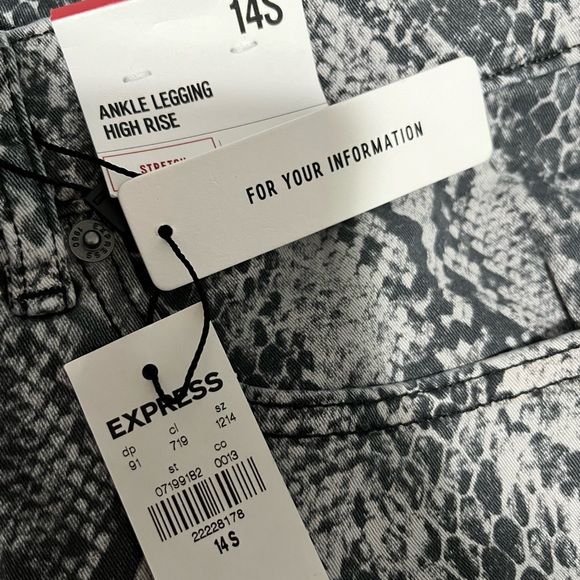 14S
ANKLE LEGGING
HIGH RISE
STRETCH
FOR YOUR INFORMATION
EXPRESS
dp cl sz
91 719 1214
st co
07199182 0013
22228178
14 S